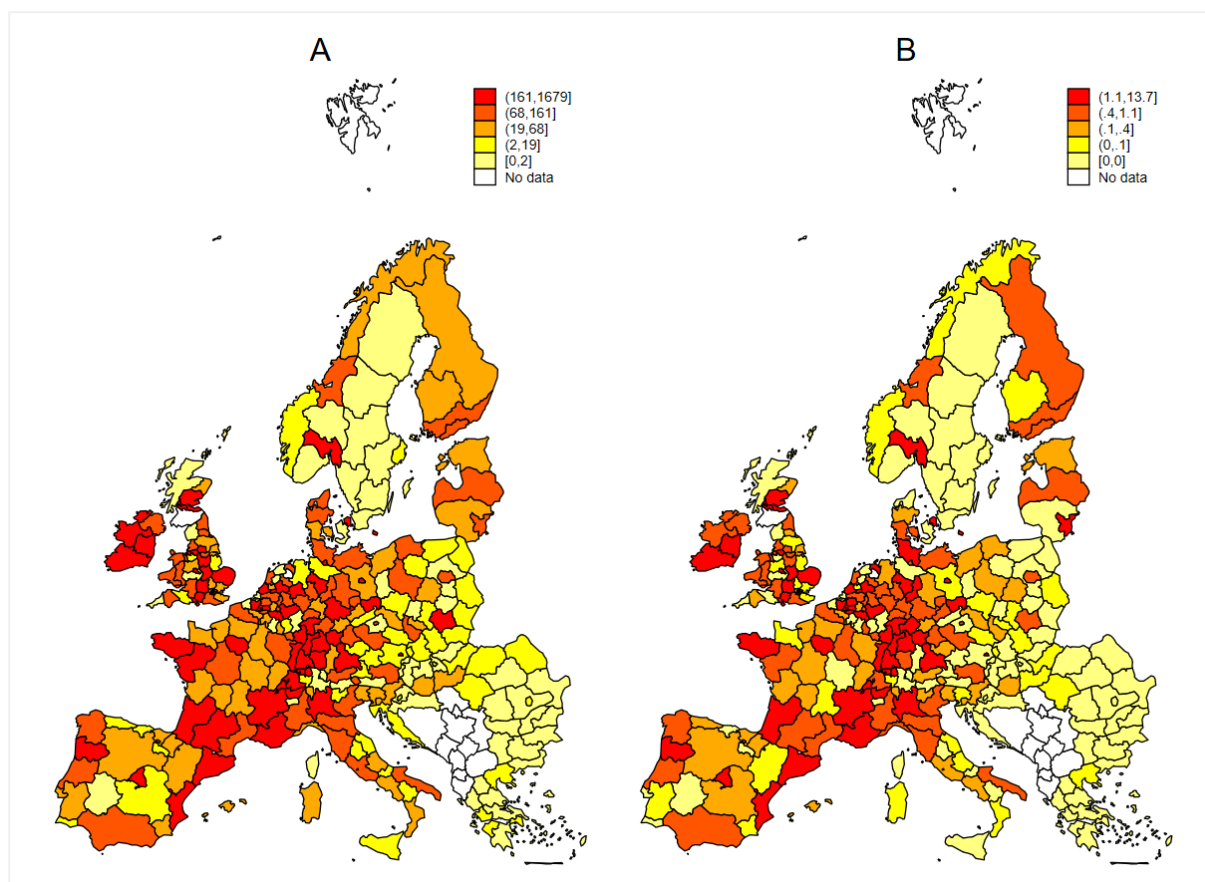 A
(161,1679]
(68,161]
(19,68]
(2,19]
[0,2]
No data
B
(1.1,13.7]
(.4,1.1]
(.1,.4]
(0,.1]
[0,0]
No data